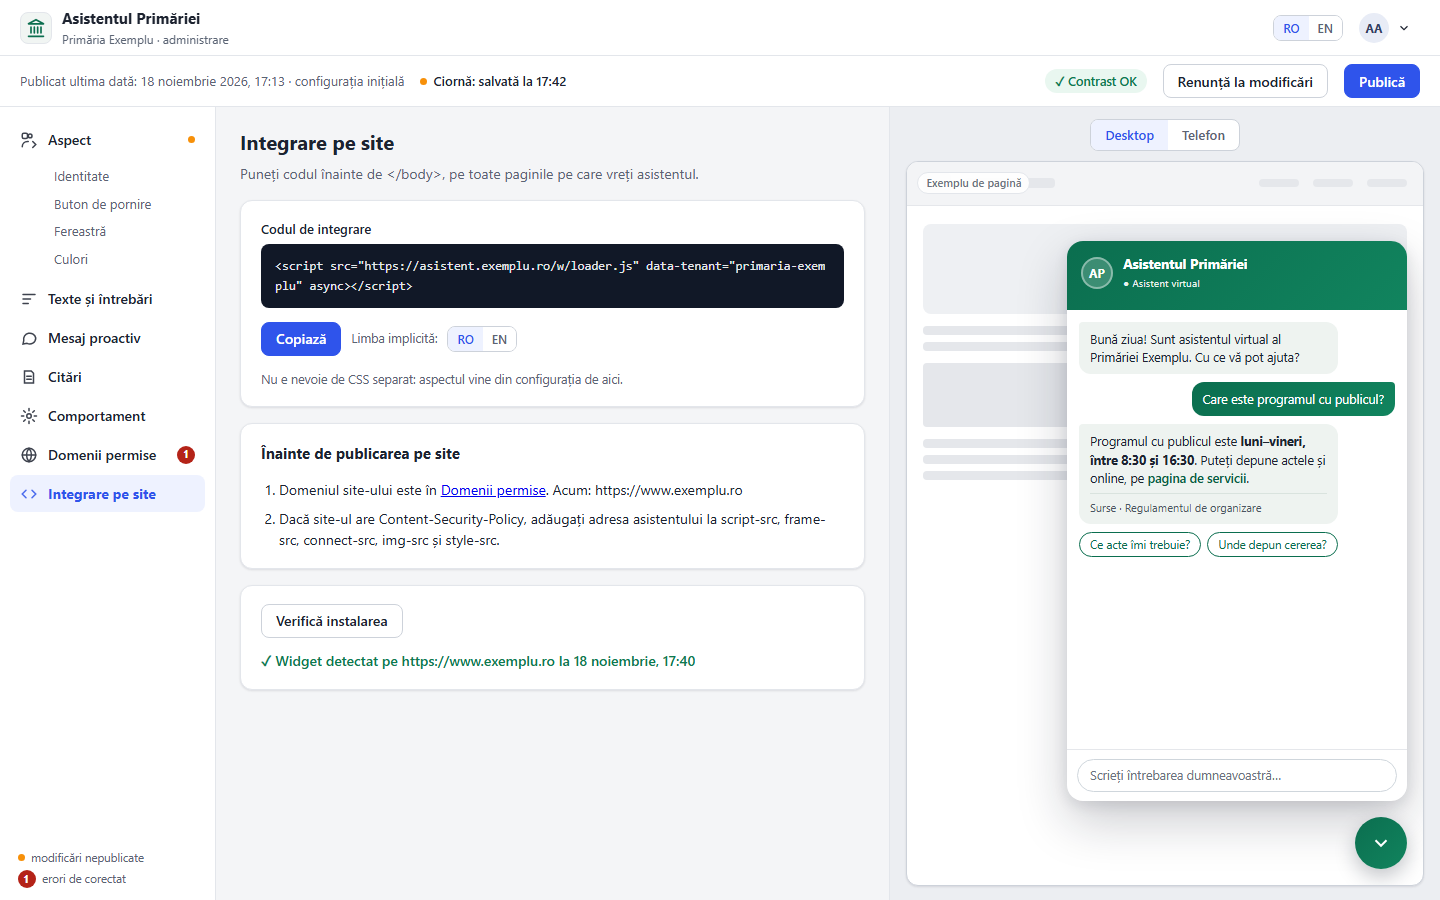 Asistentul Primăriei
Primăria Exemplu · administrare
RO EN AA
Publicat ultima dată: 18 noiembrie 2026, 17:13 · configurația inițială
Ciornă: salvată la 17:42
✓ Contrast OK
Renunță la modificări
Publică
Aspect
Identitate
Buton de pornire
Fereastră
Culori
Texte și întrebări
Mesaj proactiv
Citări
Comportament
Domenii permise 1
Integrare pe site
modificări nepublicate
1 erori de corectat
Integrare pe site
Puneți codul înainte de </body>, pe toate paginile pe care vreți asistentul.
Codul de integrare
<script src="https://asistent.exemplu.ro/w/loader.js" data-tenant="primaria-exem
plu" async></script>
Copiază
Limba implicită:
RO EN
Nu e nevoie de CSS separat: aspectul vine din configurația de aici.
Înainte de publicarea pe site
1. Domeniul site-ului este în Domenii permise. Acum: https://www.exemplu.ro
2. Dacă site-ul are Content-Security-Policy, adăugați adresa asistentului la script-src, frame-
src, connect-src, img-src și style-src.
Verifică instalarea
✓ Widget detectat pe https://www.exemplu.ro la 18 noiembrie, 17:40
Desktop Telefon
Exemplu de pagină
AP
Asistentul Primăriei
● Asistent virtual
Bună ziua! Sunt asistentul virtual al
Primăriei Exemplu. Cu ce vă pot ajuta?
Care este programul cu publicul?
Programul cu publicul este luni–vineri,
între 8:30 și 16:30. Puteți depune actele și
online, pe pagina de servicii.
Surse · Regulamentul de organizare
Ce acte îmi trebuie?
Unde depun cererea?
Scrieți întrebarea dumneavoastră…